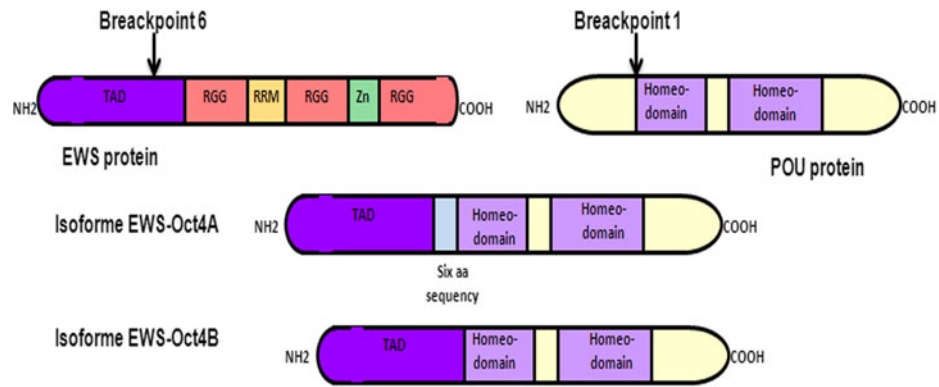 Breackpoint 6
Breackpoint 1
NH2
TAD
RGG
RRM
RGG
Zn
RGG
COOH
NH2
Homeo-
domain
Homeo-
domain
COOH
EWS protein
POU protein
Isoforme EWS-Oct4A
NH2
TAD
Homeo-
domain
Homeo-
domain
COOH
Six aa
sequency
Isoforme EWS-Oct4B
NH2
TAD
Homeo-
domain
Homeo-
domain
COOH